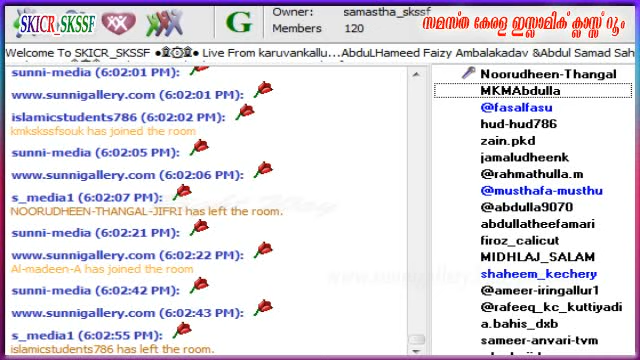 SKICR_SKSSF
G
Owner: samastha_skssf
Members 120
സമസ്ത കേരള ഇസ്ലാമിക് ക്ലാസ്സ് റൂം
Welcome To SKICR_SKSSF ●۩۞۩● Live From karuvankallu...AbduLHameed Faizy Ambalakadav &Abdul Samad Sah
sunni-media (6:02:01 PM):
www.sunnigallery.com (6:02:01 PM):
islamicstudents786 (6:02:02 PM):
kmkskssfsouk has joined the room
sunni-media (6:02:05 PM):
www.sunnigallery.com (6:02:06 PM):
s_media1 (6:02:07 PM):
NOORUDHEEN-THANGAL-JIFRI has left the room.
sunni-media (6:02:21 PM):
www.sunnigallery.com (6:02:22 PM):
Al-madeen-A has joined the room
sunni-media (6:02:42 PM):
www.sunnigallery.com (6:02:43 PM):
s_media1 (6:02:55 PM):
islamicstudents786 has left the room.
www.sunnigallery.
Noorudheen-Thangal
MKMAbdulla
@fasalfasu
hud-hud786
zain.pkd
jamaludheenk
@rahmathulla.m
@musthafa-musthu
@abdulla9070
abdullatheefamari
firoz_calicut
MIDHLAJ_SALAM
shaheem_kechery
@ameer-iringallur1
@rafeeq_kc_kuttiyadi
a.bahis_dxb
sameer-anvari-tvm